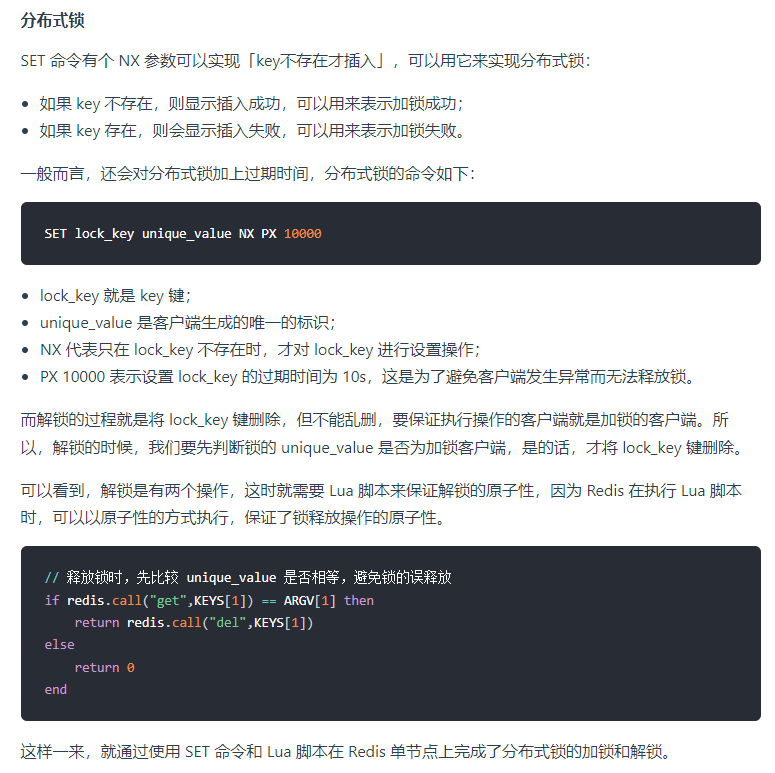 分布式锁
SET 命令有个 NX 参数可以实现「key不存在才插入」，可以用它来实现分布式锁：
如果 key 不存在，则显示插入成功，可以用来表示加锁成功；
如果 key 存在，则会显示插入失败，可以用来表示加锁失败。
一般而言，还会对分布式锁加上过期时间，分布式锁的命令如下：
SET lock_key unique_value NX PX 10000
lock_key 就是 key 键；
unique_value 是客户端生成的唯一的标识；
NX 代表只在 lock_key 不存在时，才对 lock_key 进行设置操作；
PX 10000 表示设置 lock_key 的过期时间为 10s，这是为了避免客户端发生异常而无法释放锁。
而解锁的过程就是将 lock_key 键删除，但不能乱删，要保证执行操作的客户端就是加锁的客户端。所
以，解锁的时候，我们要先判断锁的 unique_value 是否为加锁客户端，是的话，才将 lock_key 键删除。
可以看到，解锁是有两个操作，这时就需要 Lua 脚本来保证解锁的原子性，因为 Redis 在执行 Lua 脚本
时，可以以原子性的方式执行，保证了锁释放操作的原子性。
// 释放锁时，先比较 unique_value 是否相等，避免锁的误释放
if redis.call("get",KEYS[1]) == ARGV[1] then
    return redis.call("del",KEYS[1])
else
    return 0
end
这样一来，就通过使用 SET 命令和 Lua 脚本在 Redis 单节点上完成了分布式锁的加锁和解锁。